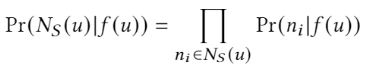 Pr(N_S(u)|f(u)) = ∏_{n_i∈N_S(u)} Pr(n_i|f(u))